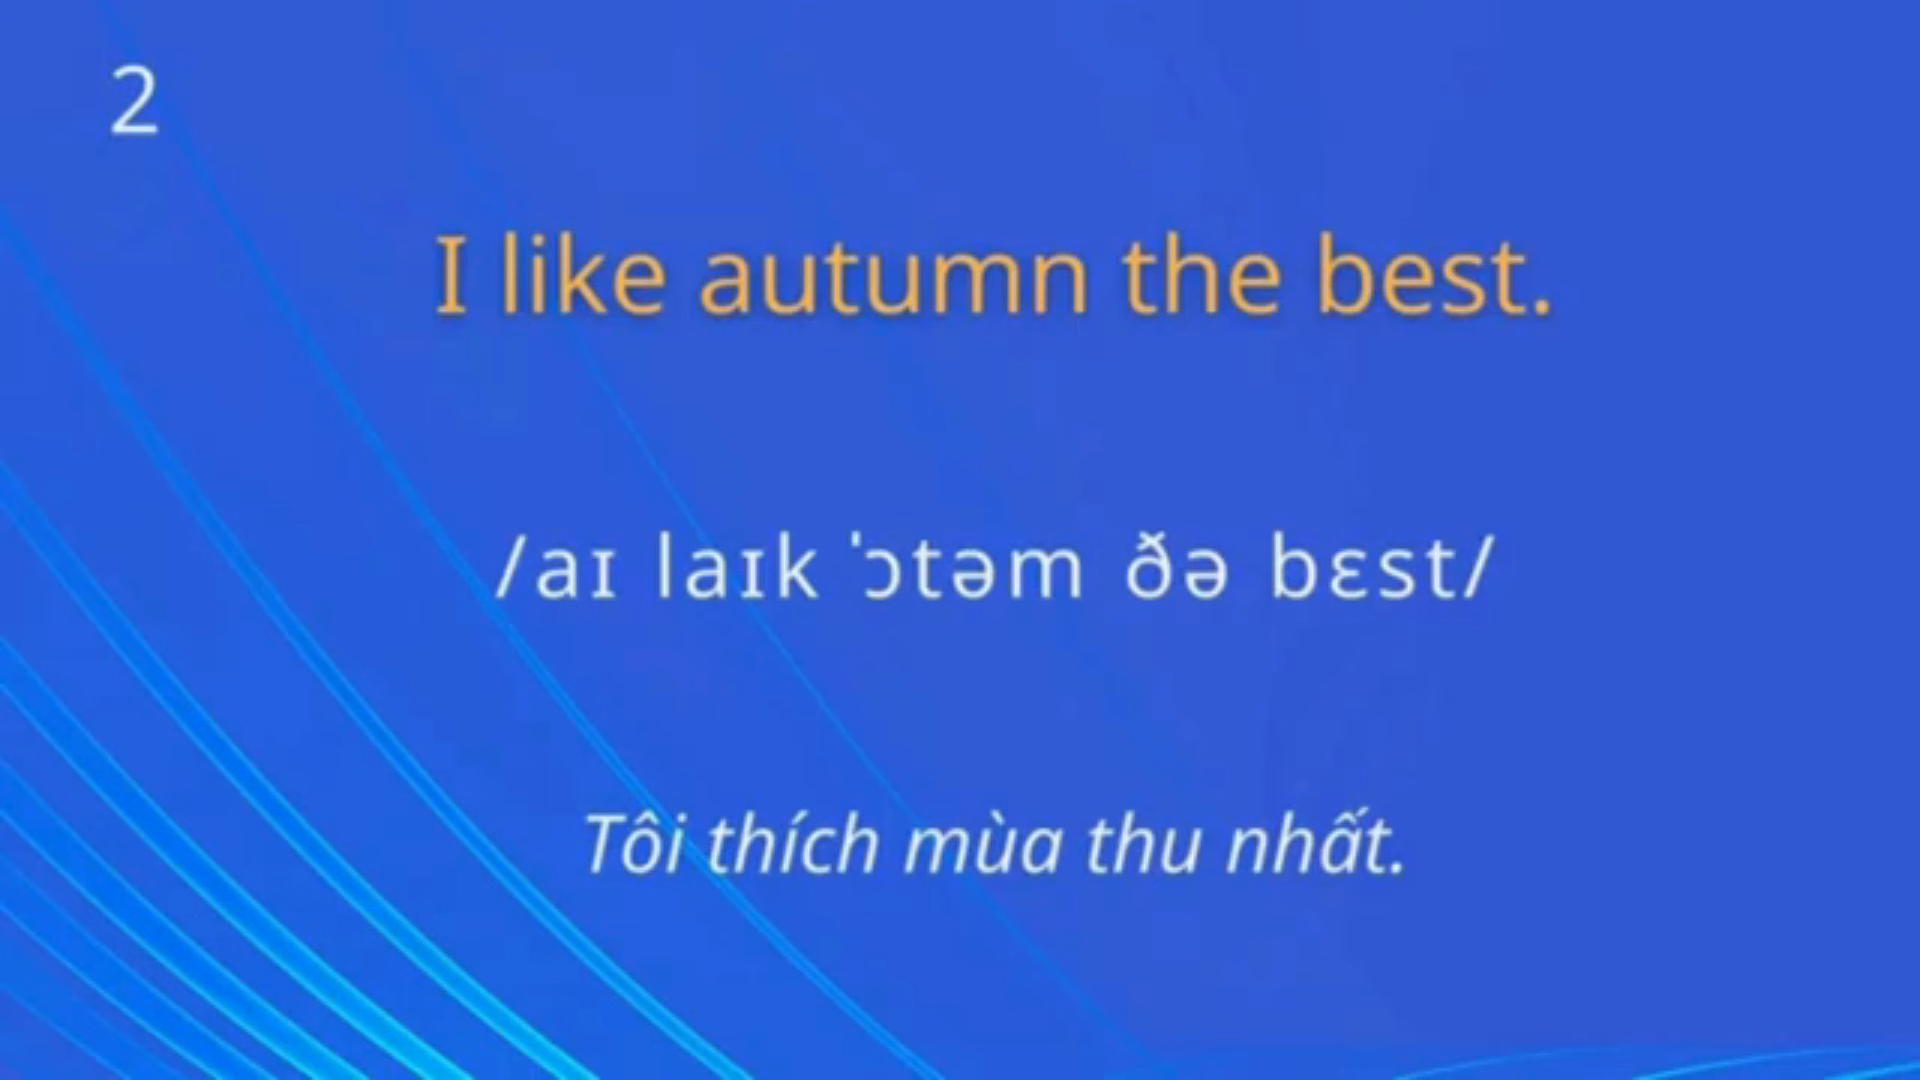 2
I like autumn the best.
/aɪ laɪk ˈɔtəm ðə bɛst/
Tôi thích mùa thu nhất.